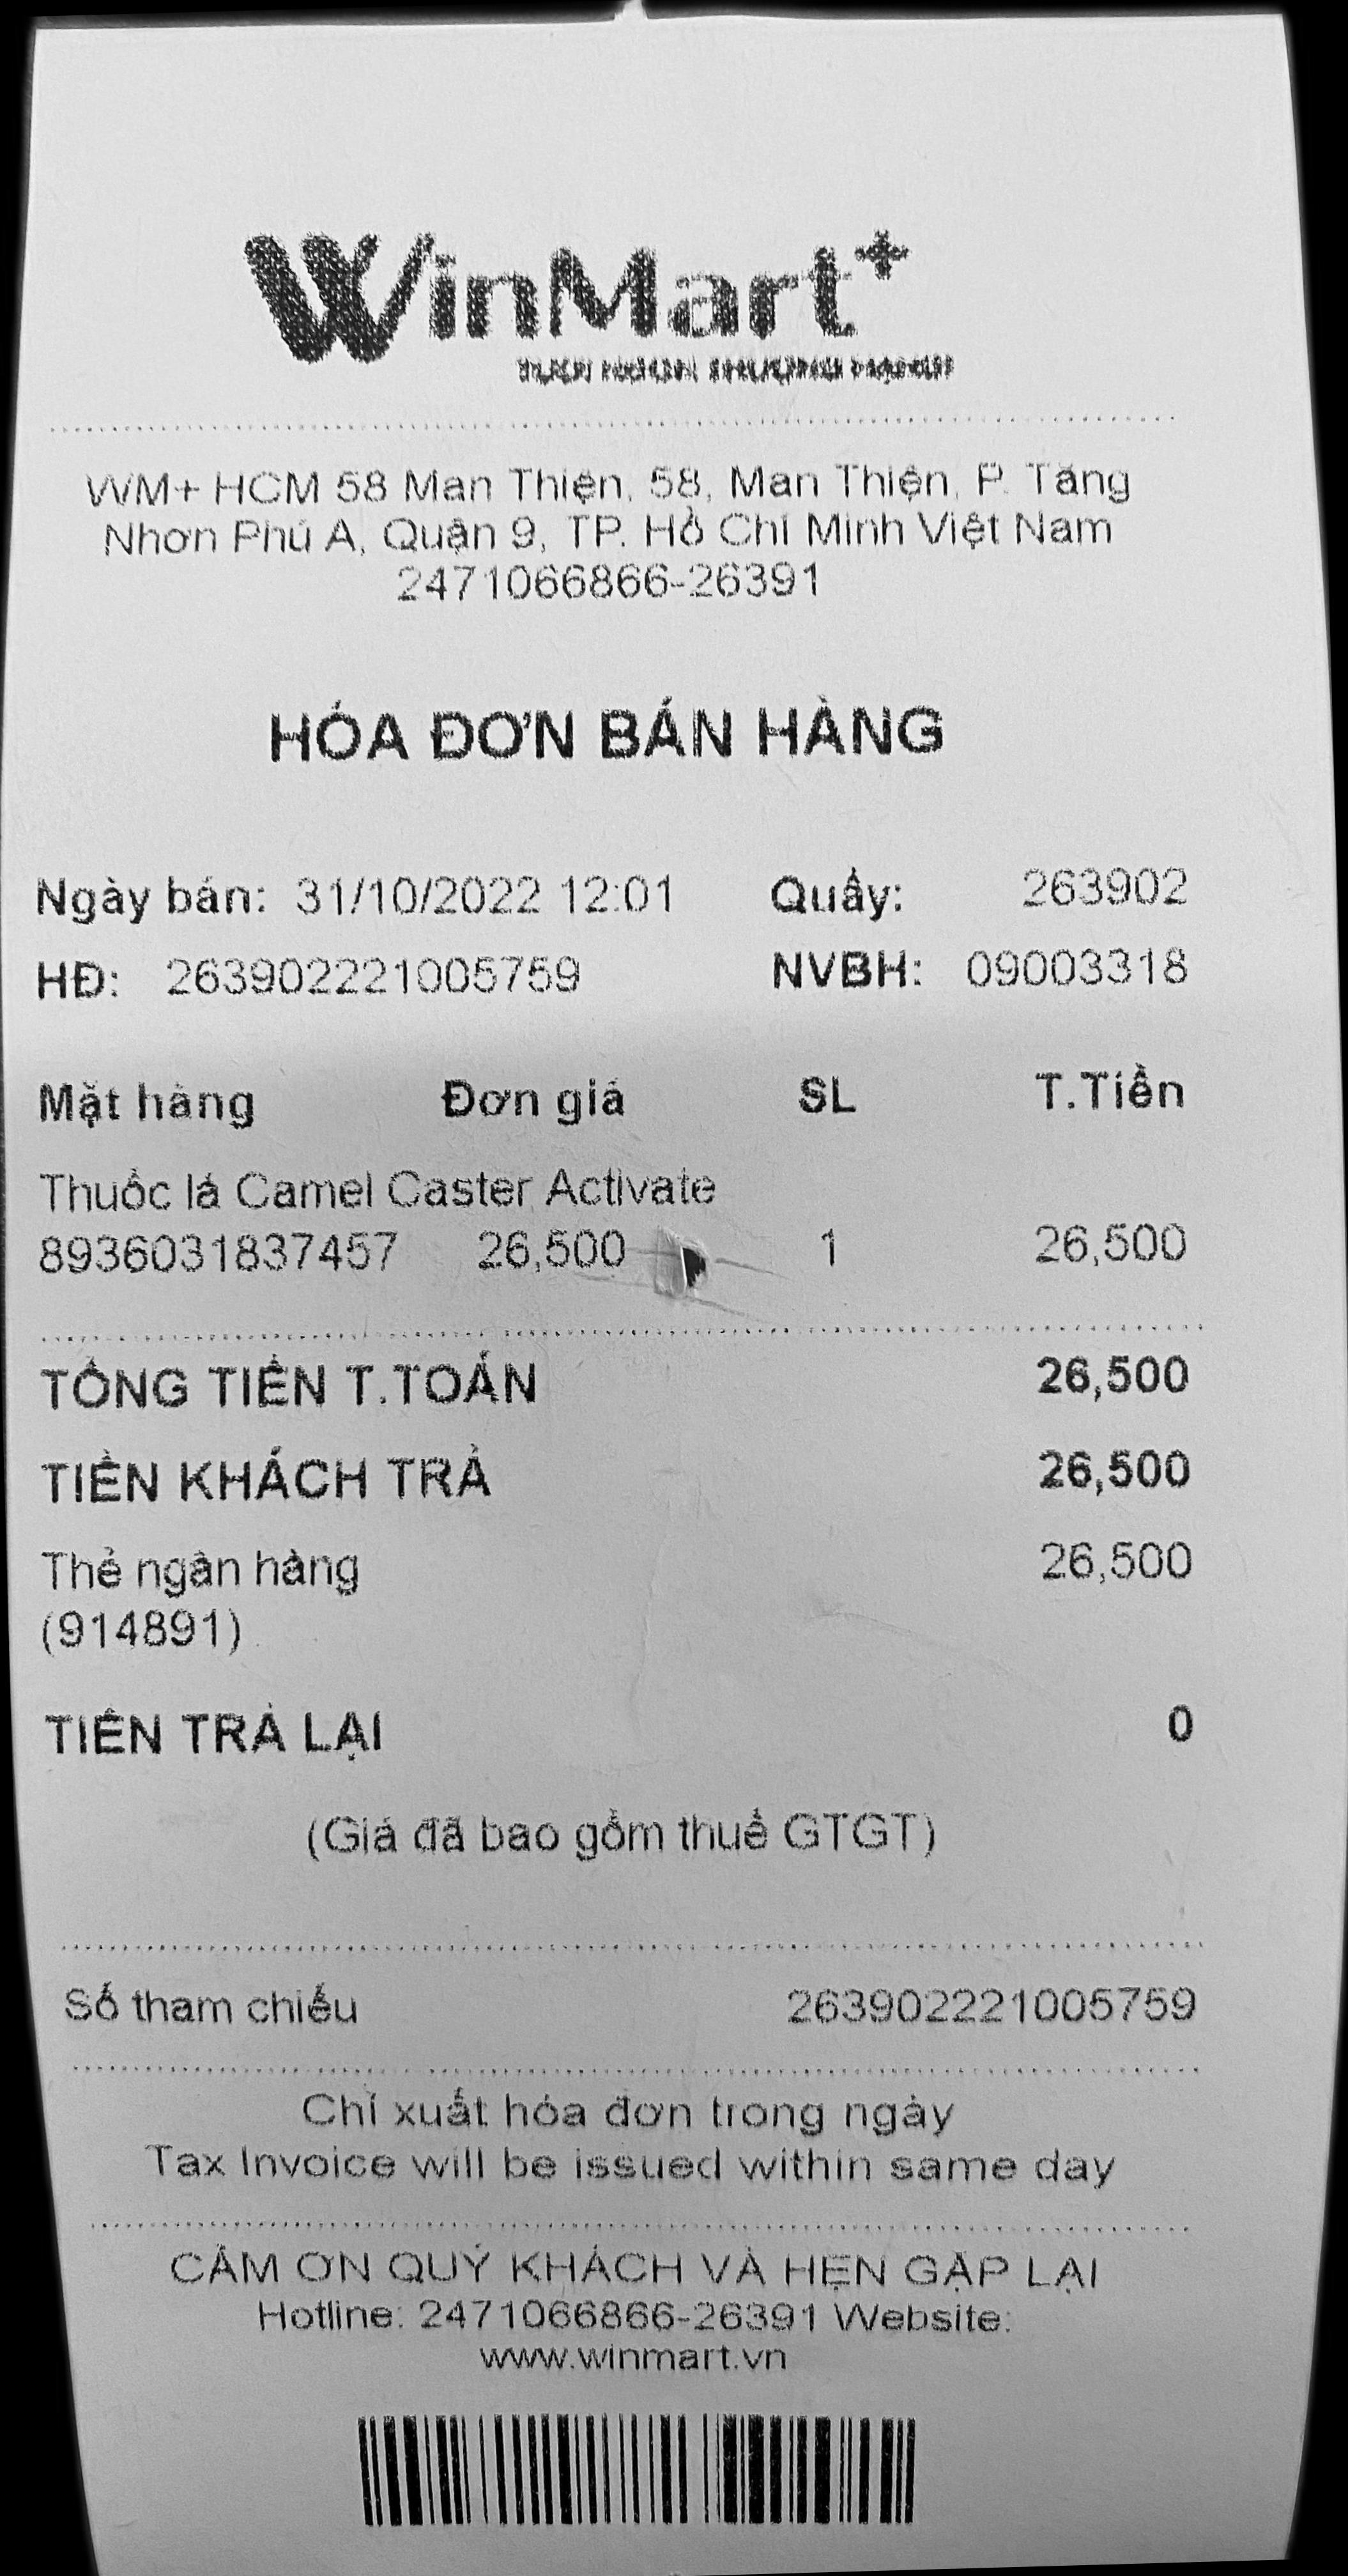 WinMart+
WM+ HCM 58 Man Thiện, 58, Man Thiện, P. Tăng
Nhơn Phú A, Quận 9, TP. Hồ Chí Minh Việt Nam
2471066866-26391
HÓA ĐƠN BÁN HÀNG
Ngày bán: 31/10/2022 12:01 Quầy: 263902
HĐ: 263902221005759 NVBH: 09003318
Mặt hàng Đơn giá SL T.Tiền
Thuốc lá Camel Caster Activate
8936031837457 26,500 1 26,500
TỔNG TIỀN T.TOÁN 26,500
TIỀN KHÁCH TRẢ 26,500
Thẻ ngân hàng 26,500
(914891)
TIỀN TRẢ LẠI 0
(Giá đã bao gồm thuế GTGT)
Số tham chiếu 263902221005759
Chỉ xuất hóa đơn trong ngày
Tax Invoice will be issued within same day
CẢM ƠN QUÝ KHÁCH VÀ HẸN GẶP LẠI
Hotline: 2471066866-26391 Website:
www.winmart.vn